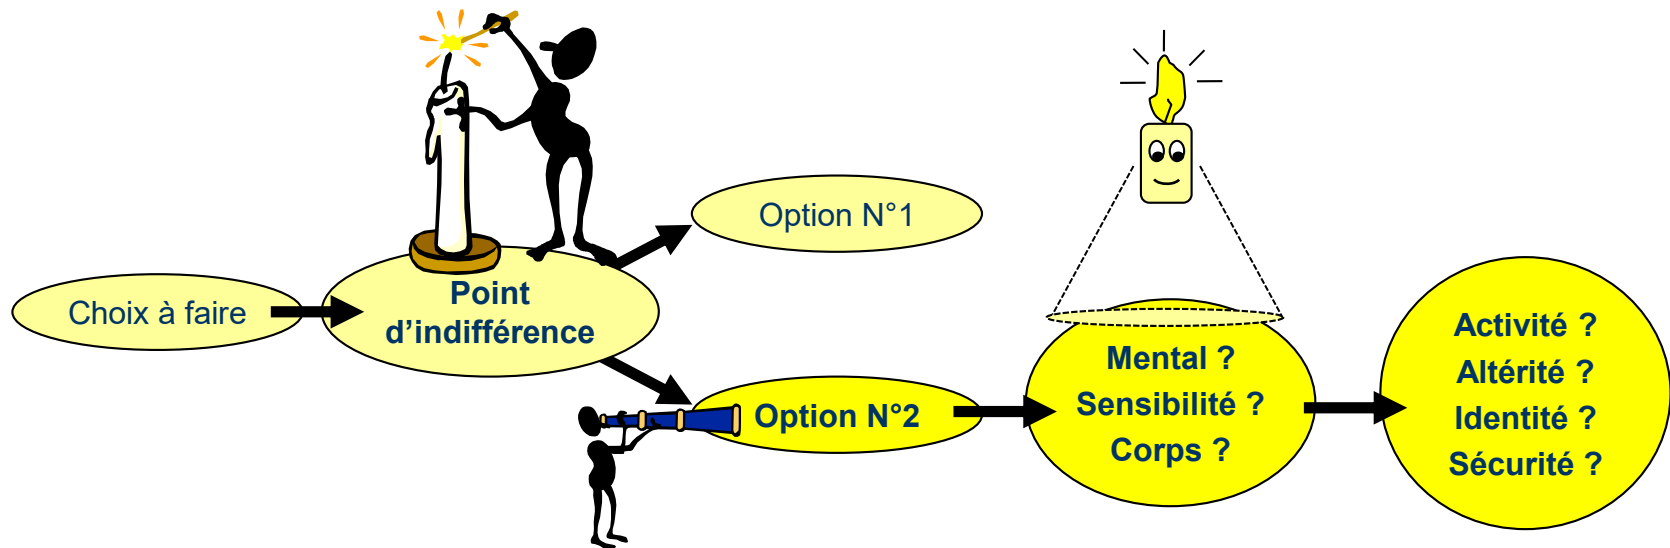 Choix à faire
Point
d’indifférence
Option N°1
Option N°2
Mental ?
Sensibilité ?
Corps ?
Activité ?
Altérité ?
Identité ?
Sécurité ?